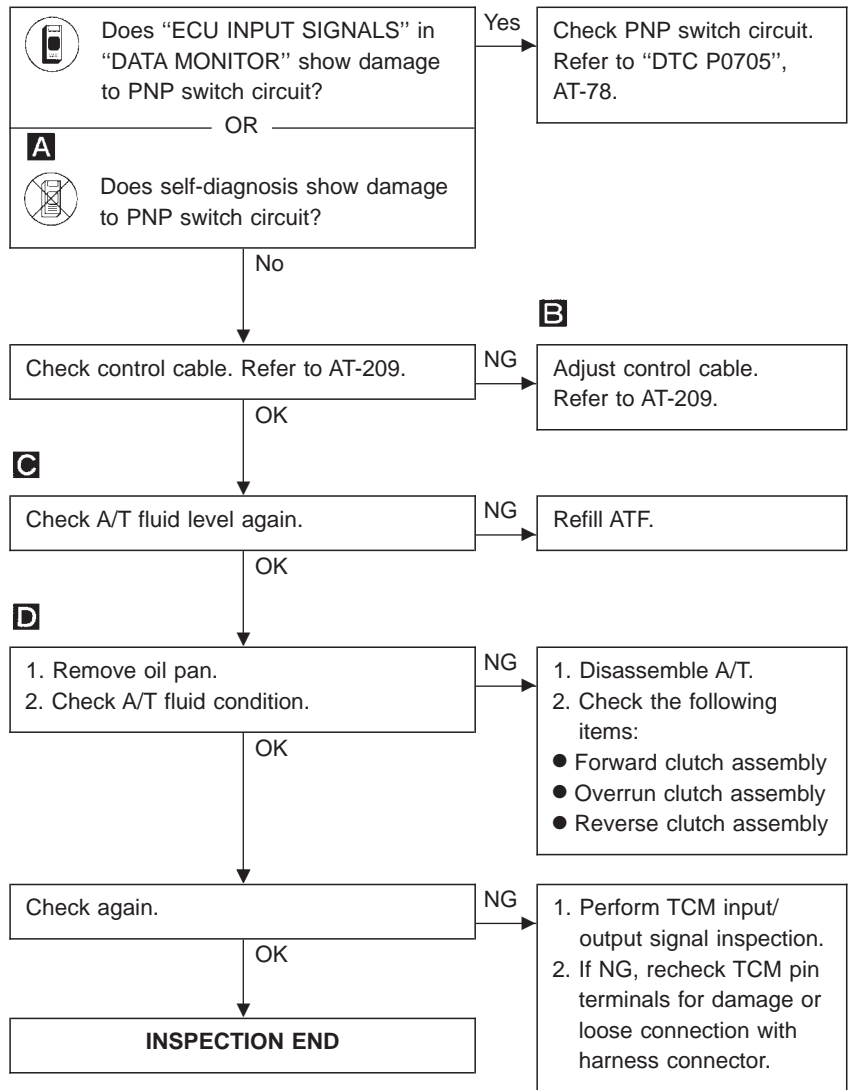 Does ‘‘ECU INPUT SIGNALS’’ in
‘‘DATA MONITOR’’ show damage
to PNP switch circuit?
Yes
Check PNP switch circuit.
Refer to ‘‘DTC P0705’’,
AT-78.
OR
A
Does self-diagnosis show damage
to PNP switch circuit?
No
B
Check control cable. Refer to AT-209.
NG
Adjust control cable.
Refer to AT-209.
OK
C
Check A/T fluid level again.
NG
Refill ATF.
OK
D
1. Remove oil pan.
2. Check A/T fluid condition.
NG
1. Disassemble A/T.
2. Check the following
items:
● Forward clutch assembly
● Overrun clutch assembly
● Reverse clutch assembly
OK
Check again.
NG
1. Perform TCM input/
output signal inspection.
2. If NG, recheck TCM pin
terminals for damage or
loose connection with
harness connector.
OK
INSPECTION END